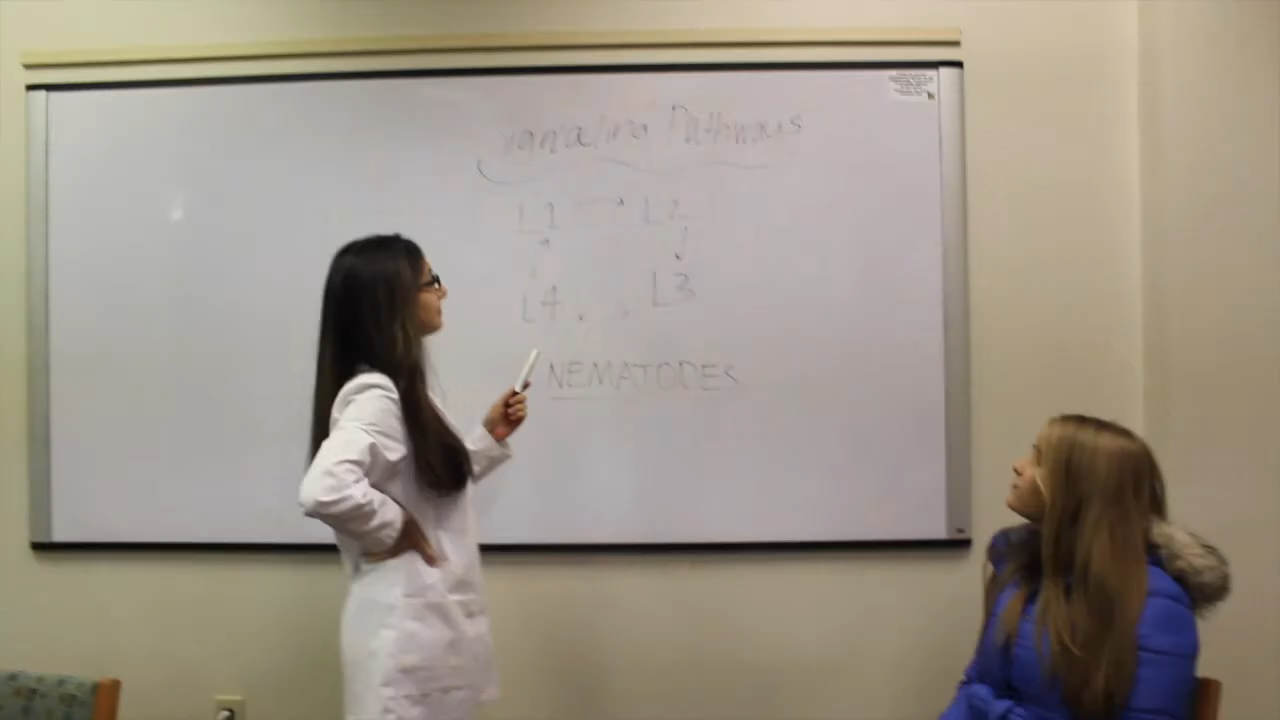 Signaling Pathways
L1 → L2
L4 L3
NEMATODES